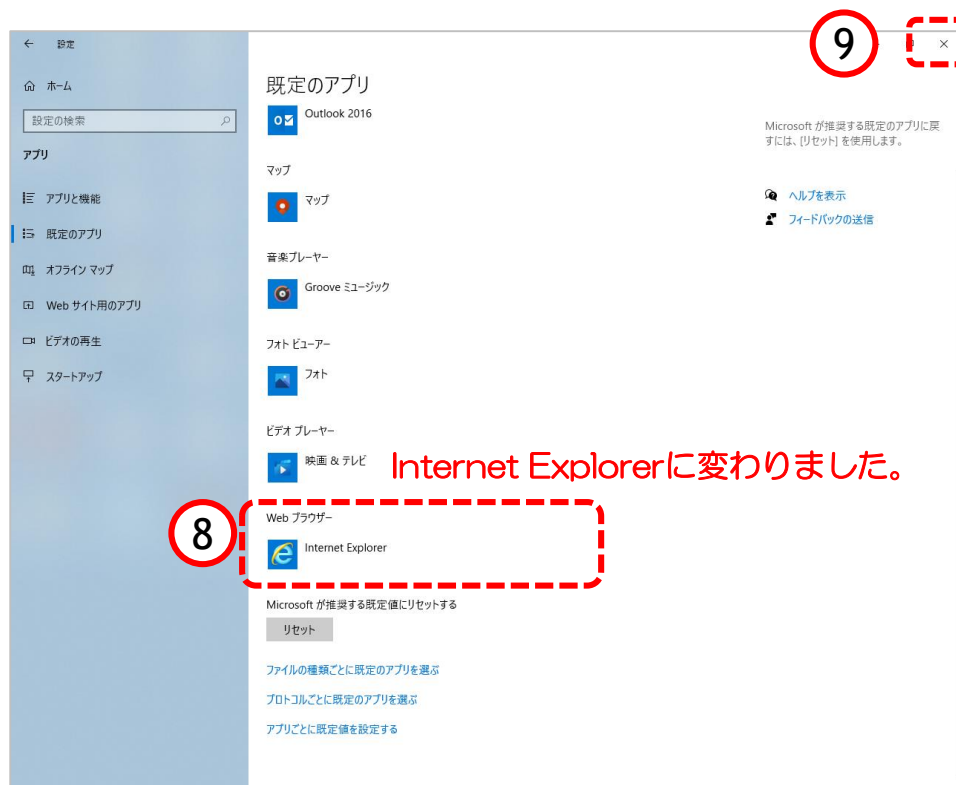 9
設定
ホーム
設定の検索
アプリ
アプリと機能
既定のアプリ
オフライン マップ
Web サイト用のアプリ
ビデオの再生
スタートアップ
既定のアプリ
Outlook 2016
マップ
マップ
音楽プレーヤー
Groove ミュージック
フォト ビューアー
フォト
ビデオ プレーヤー
映画 & テレビ
Internet Explorerに変わりました。
8
Web ブラウザー
Internet Explorer
Microsoft が推奨する既定値にリセットする
リセット
ファイルの種類ごとに既定のアプリを選ぶ
プロトコルごとに既定のアプリを選ぶ
アプリごとに既定値を設定する
Microsoft が推奨する既定のアプリに戻
すには、[リセット] を使用します。
ヘルプを表示
フィードバックの送信